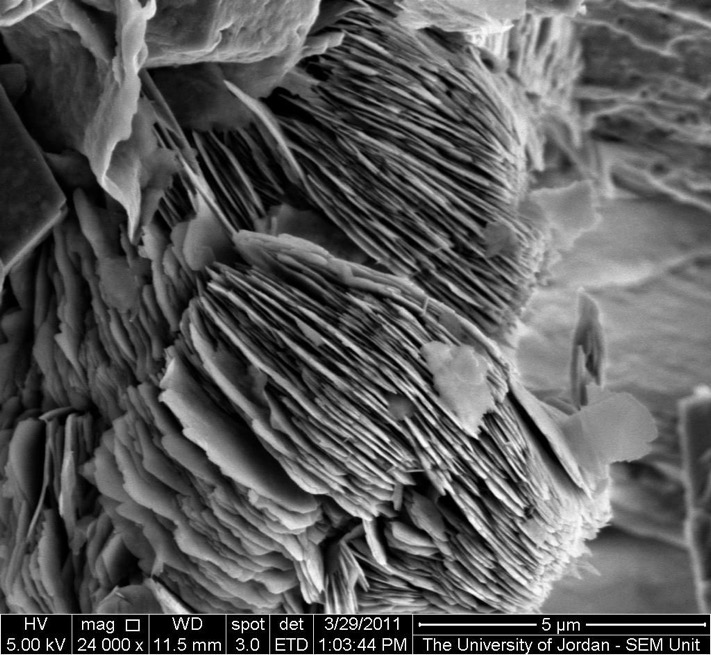 HV mag □ WD spot det 3/29/2011 5 µm
5.00 kV 24 000 x 11.5 mm 3.0 ETD 1:03:44 PM The University of Jordan - SEM Unit